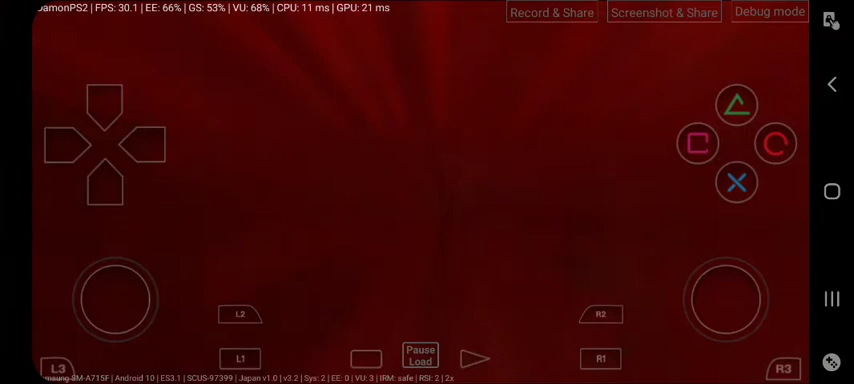 DamonPS2 | FPS: 30.1 | EE: 66% | GS: 53% | VU: 68% | CPU: 11 ms | GPU: 21 ms
Record & Share
Screenshot & Share
Debug mode
L2
R2
L1
Pause
Load
R1
L3
R3
msung SM-A715F | Android 10 | ES3.1 | SCUS-97399 | Japan v1.0 | v3.2 | Sys: 2 | EE: 0 | VU: 3 | IRM: safe | RSI: 2 | 2x